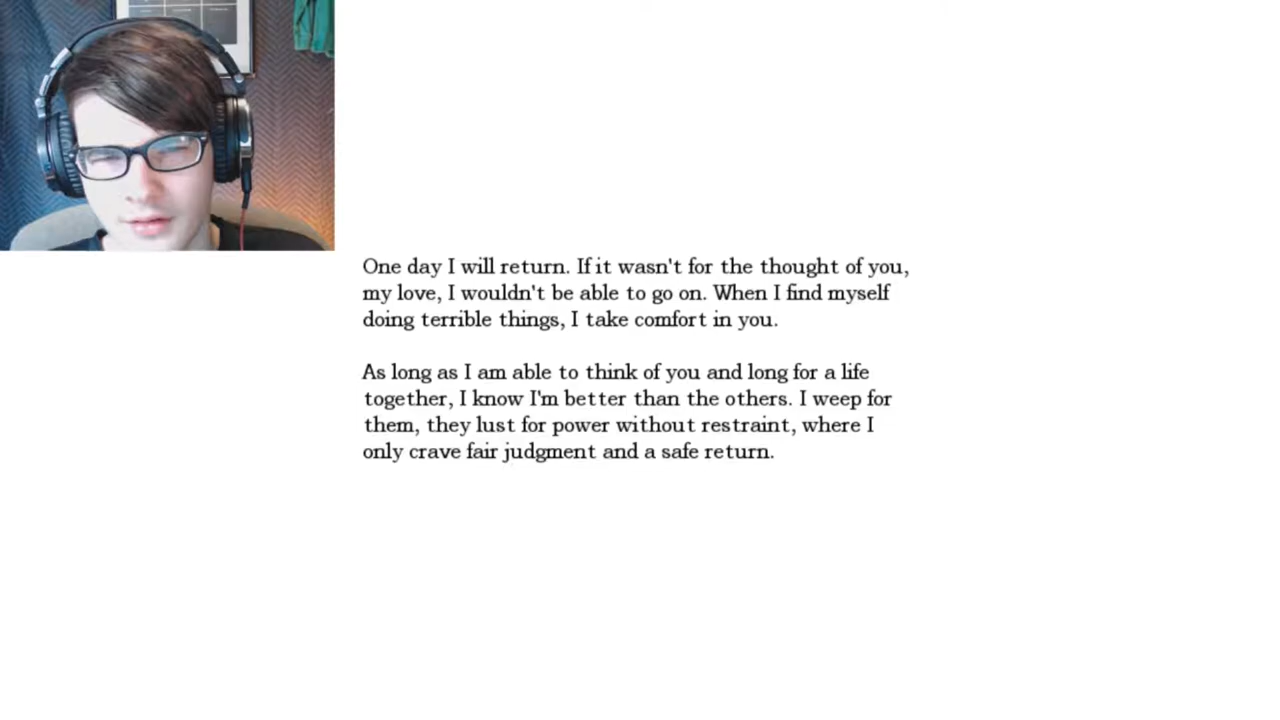 One day I will return. If it wasn't for the thought of you,
my love, I wouldn't be able to go on. When I find myself
doing terrible things, I take comfort in you.
As long as I am able to think of you and long for a life
together, I know I'm better than the others. I weep for
them, they lust for power without restraint, where I
only crave fair judgment and a safe return.